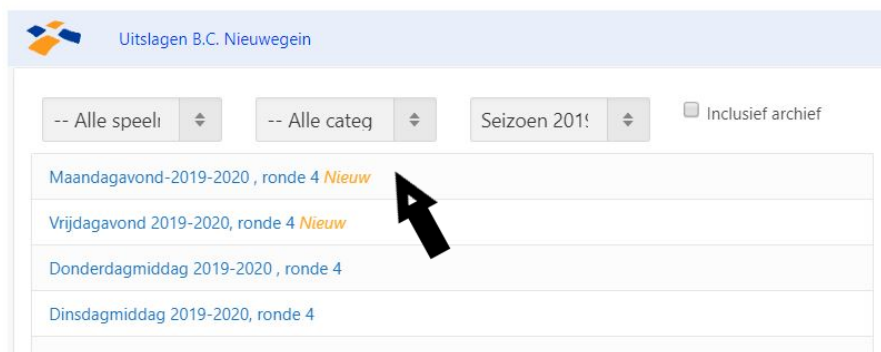 Uitslagen B.C. Nieuwegein
-- Alle speelı -- Alle categ Seizoen 201 Inclusief archief
Maandagavond-2019-2020 , ronde 4 Nieuw
Vrijdagavond 2019-2020, ronde 4 Nieuw
Donderdagmiddag 2019-2020 , ronde 4
Dinsdagmiddag 2019-2020, ronde 4